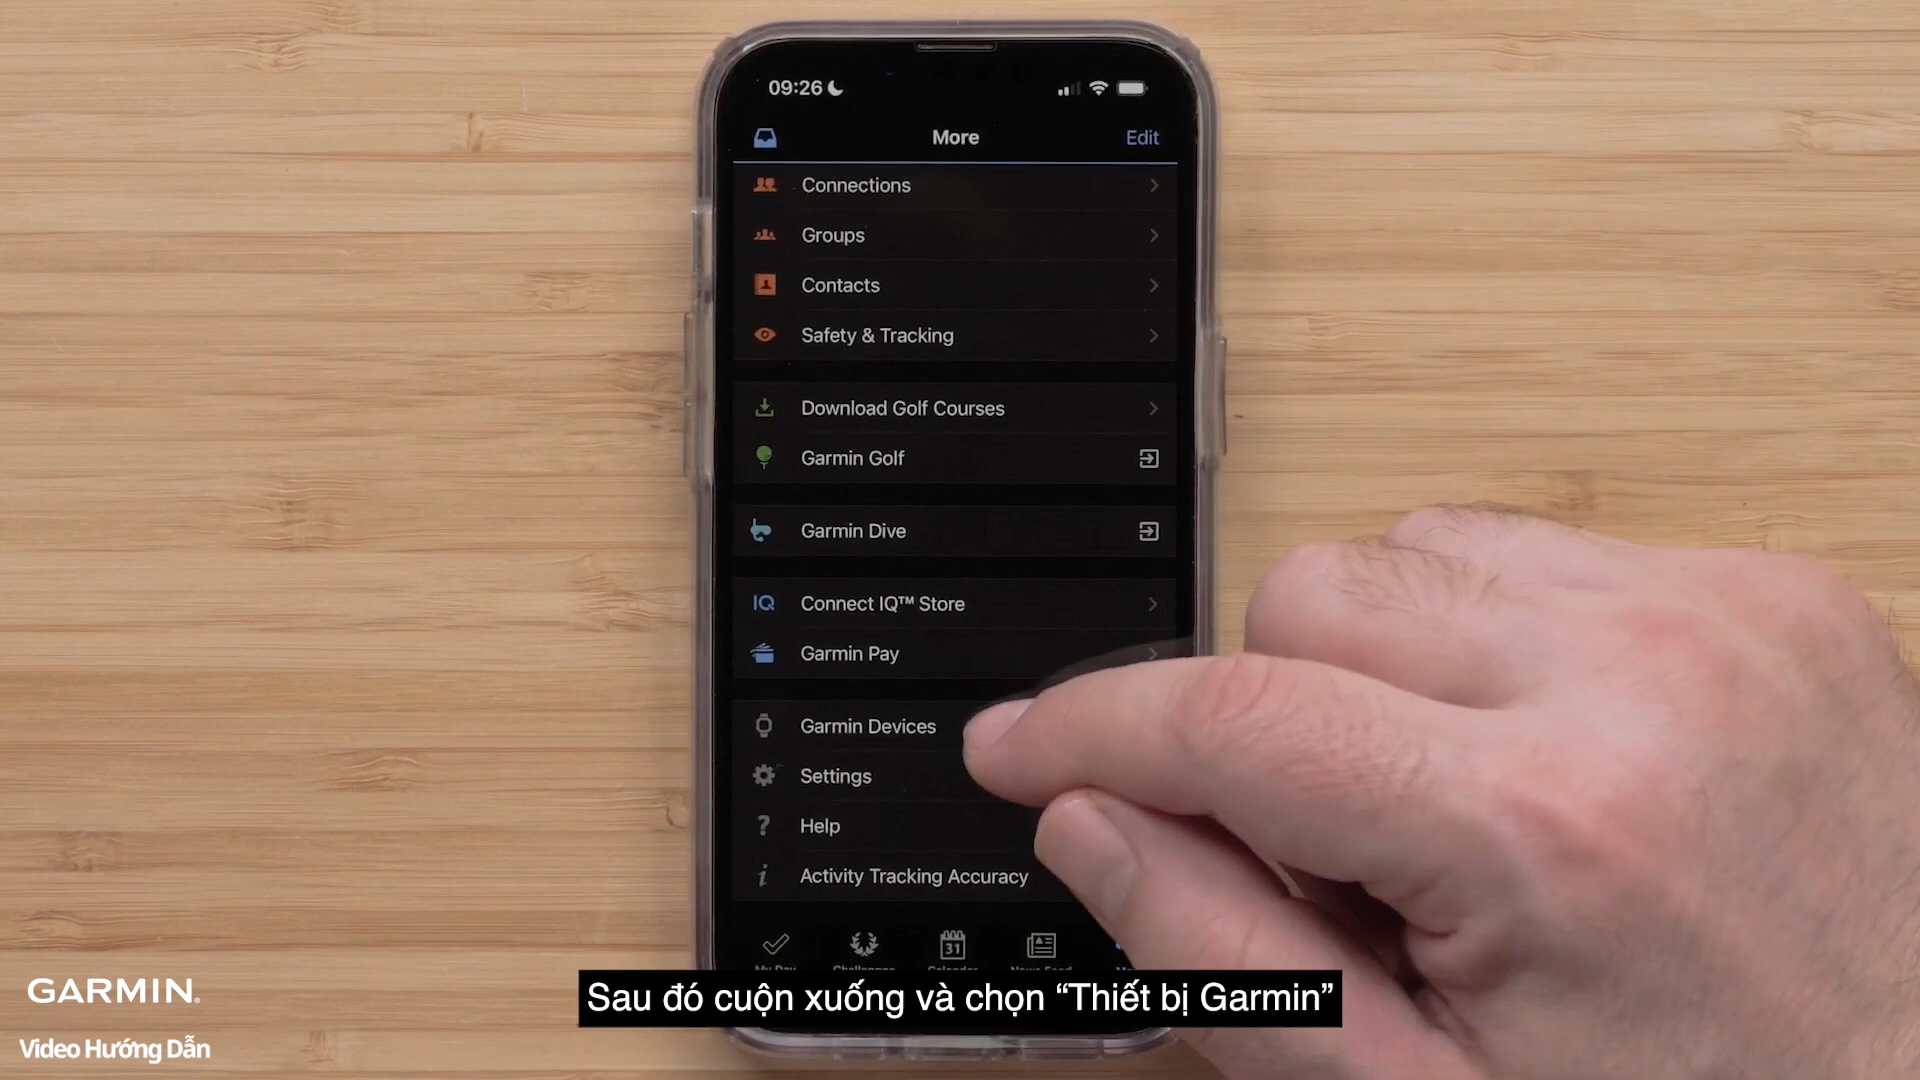 09:26
More
Edit
Connections
Groups
Contacts
Safety & Tracking
Download Golf Courses
Garmin Golf
Garmin Dive
IQ Connect IQ™ Store
Garmin Pay
Garmin Devices
Settings
? Help
i Activity Tracking Accuracy
31
Sau đó cuộn xuống và chọn “Thiết bị Garmin”
GARMIN.
Video Hướng Dẫn